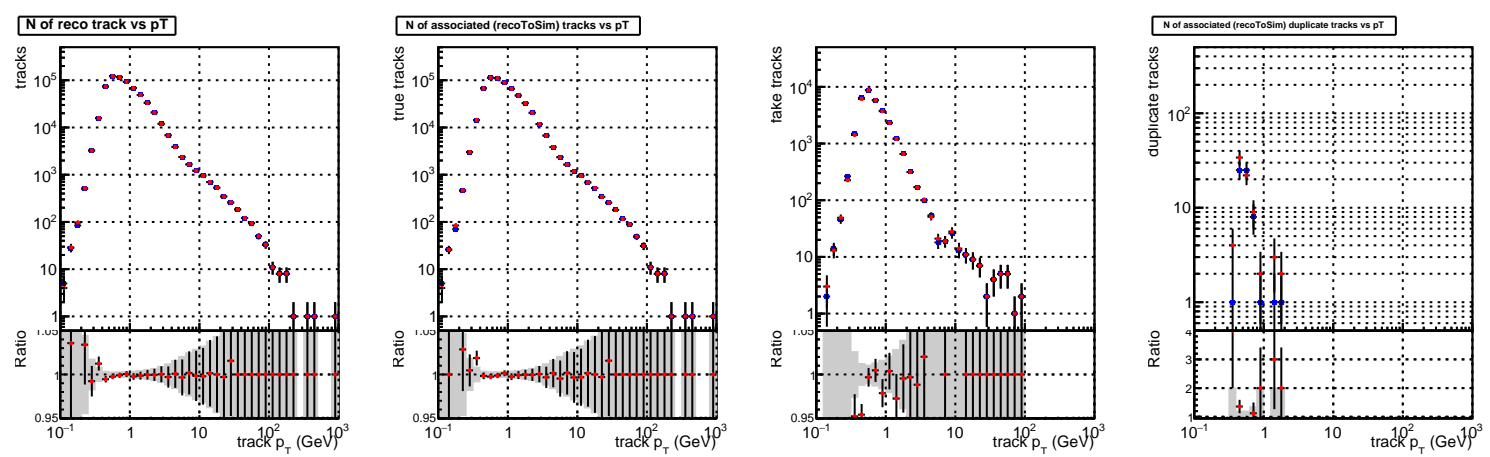 N of reco track vs pT
tracks
10^5
10^4
10^3
10^2
10
1
Ratio
1.05
1
0.95
10^-1 1 10 10^2 10^3
track p_T (GeV)
N of associated (recoToSim) tracks vs pT
true tracks
10^5
10^4
10^3
10^2
10
1
Ratio
1.05
1
0.95
10^-1 1 10 10^2 10^3
track p_T (GeV)
fake tracks
10^4
10^3
10^2
10
1
Ratio
1.05
1
0.95
10^-1 1 10 10^2 10^3
track p_T (GeV)
N of associated (recoToSim) duplicate tracks vs pT
duplicate tracks
10^2
10
1
Ratio
4
3
2
1
10^-1 1 10 10^2 10^3
track p_T (GeV)